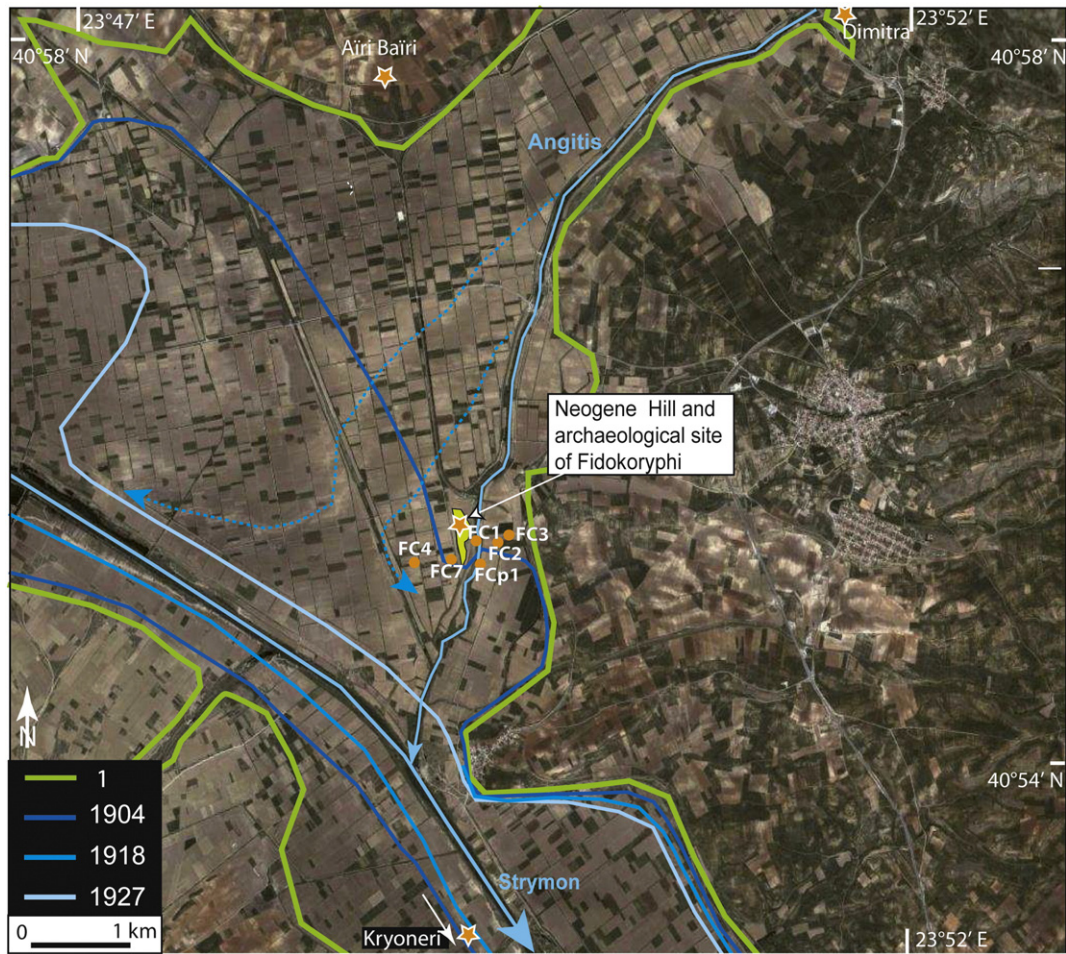 23°47' E
23°52' E
40°58' N
Aïri Baïri
Dimitra
40°58' N
Angitis
Neogene Hill and
archaeological site
of Fidokoryphi
FC1
FC3
FC4
FC2
FC7
FCp1
N
1
1904
1918
1927
0 1 km
40°54' N
Strymon
Kryoneri
23°52' E